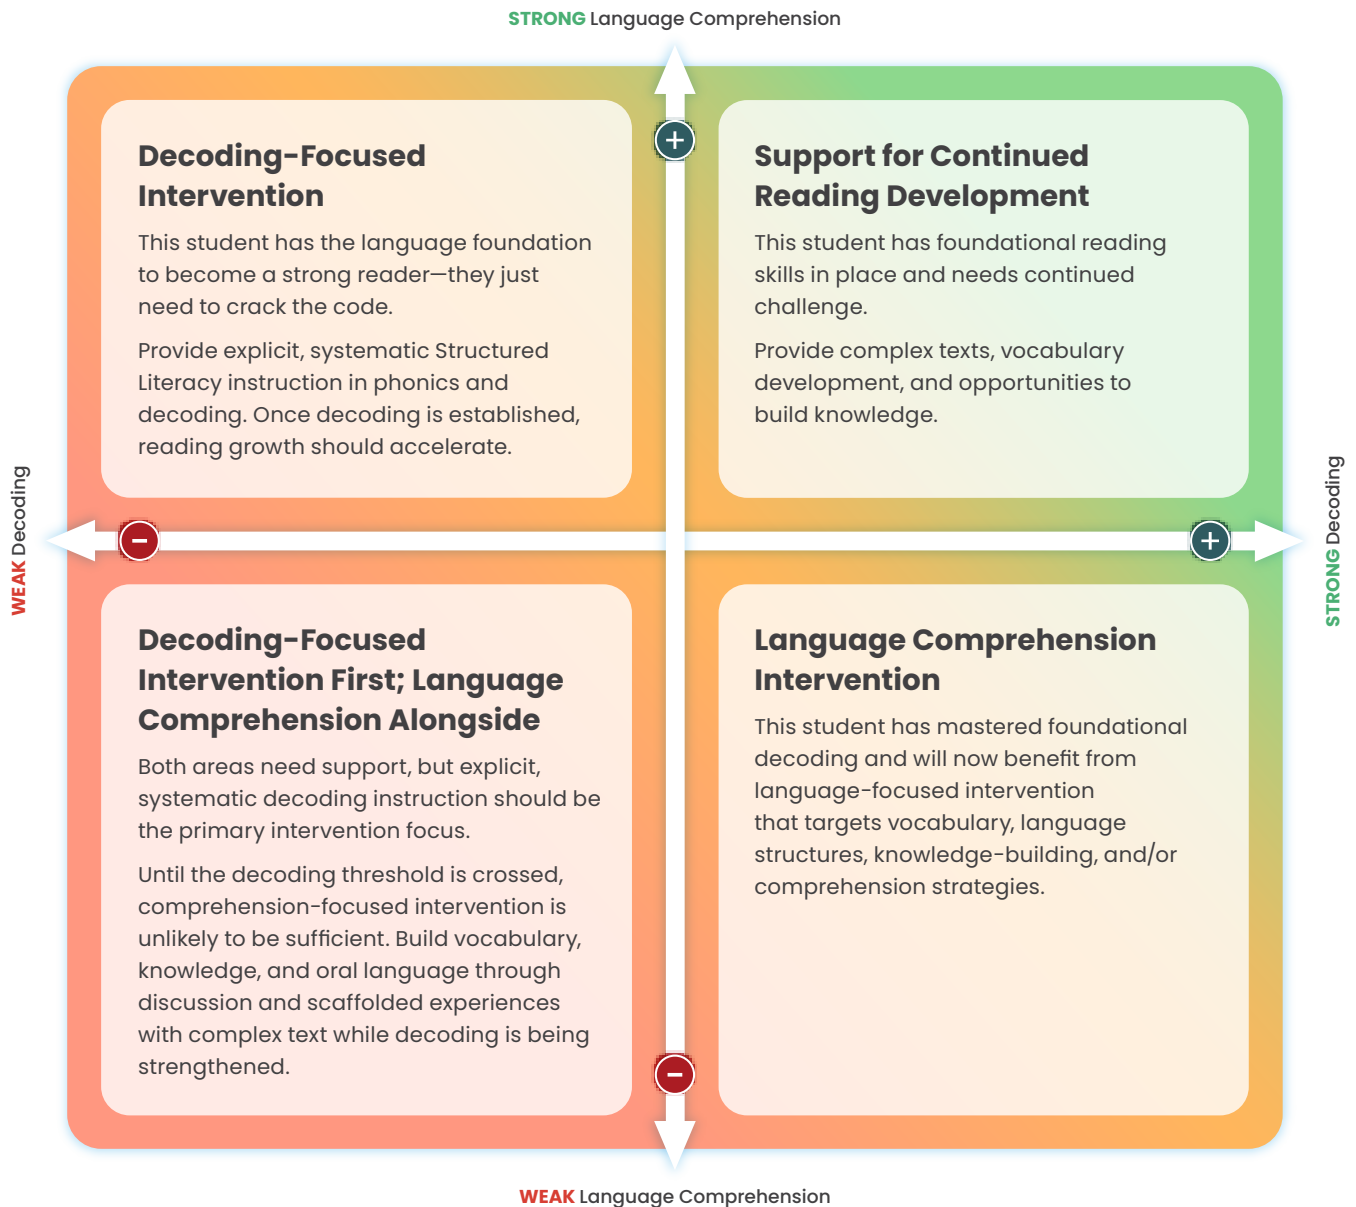 STRONG Language Comprehension
Decoding-Focused
Intervention
This student has the language foundation
to become a strong reader—they just
need to crack the code.
Provide explicit, systematic Structured
Literacy instruction in phonics and
decoding. Once decoding is established,
reading growth should accelerate.
Support for Continued
Reading Development
This student has foundational reading
skills in place and needs continued
challenge.
Provide complex texts, vocabulary
development, and opportunities to
build knowledge.
WEAK Decoding
STRONG Decoding
Decoding-Focused
Intervention First; Language
Comprehension Alongside
Both areas need support, but explicit,
systematic decoding instruction should be
the primary intervention focus.
Until the decoding threshold is crossed,
comprehension-focused intervention is
unlikely to be sufficient. Build vocabulary,
knowledge, and oral language through
discussion and scaffolded experiences
with complex text while decoding is being
strengthened.
Language Comprehension
Intervention
This student has mastered foundational
decoding and will now benefit from
language-focused intervention
that targets vocabulary, language
structures, knowledge-building, and/or
comprehension strategies.
WEAK Language Comprehension